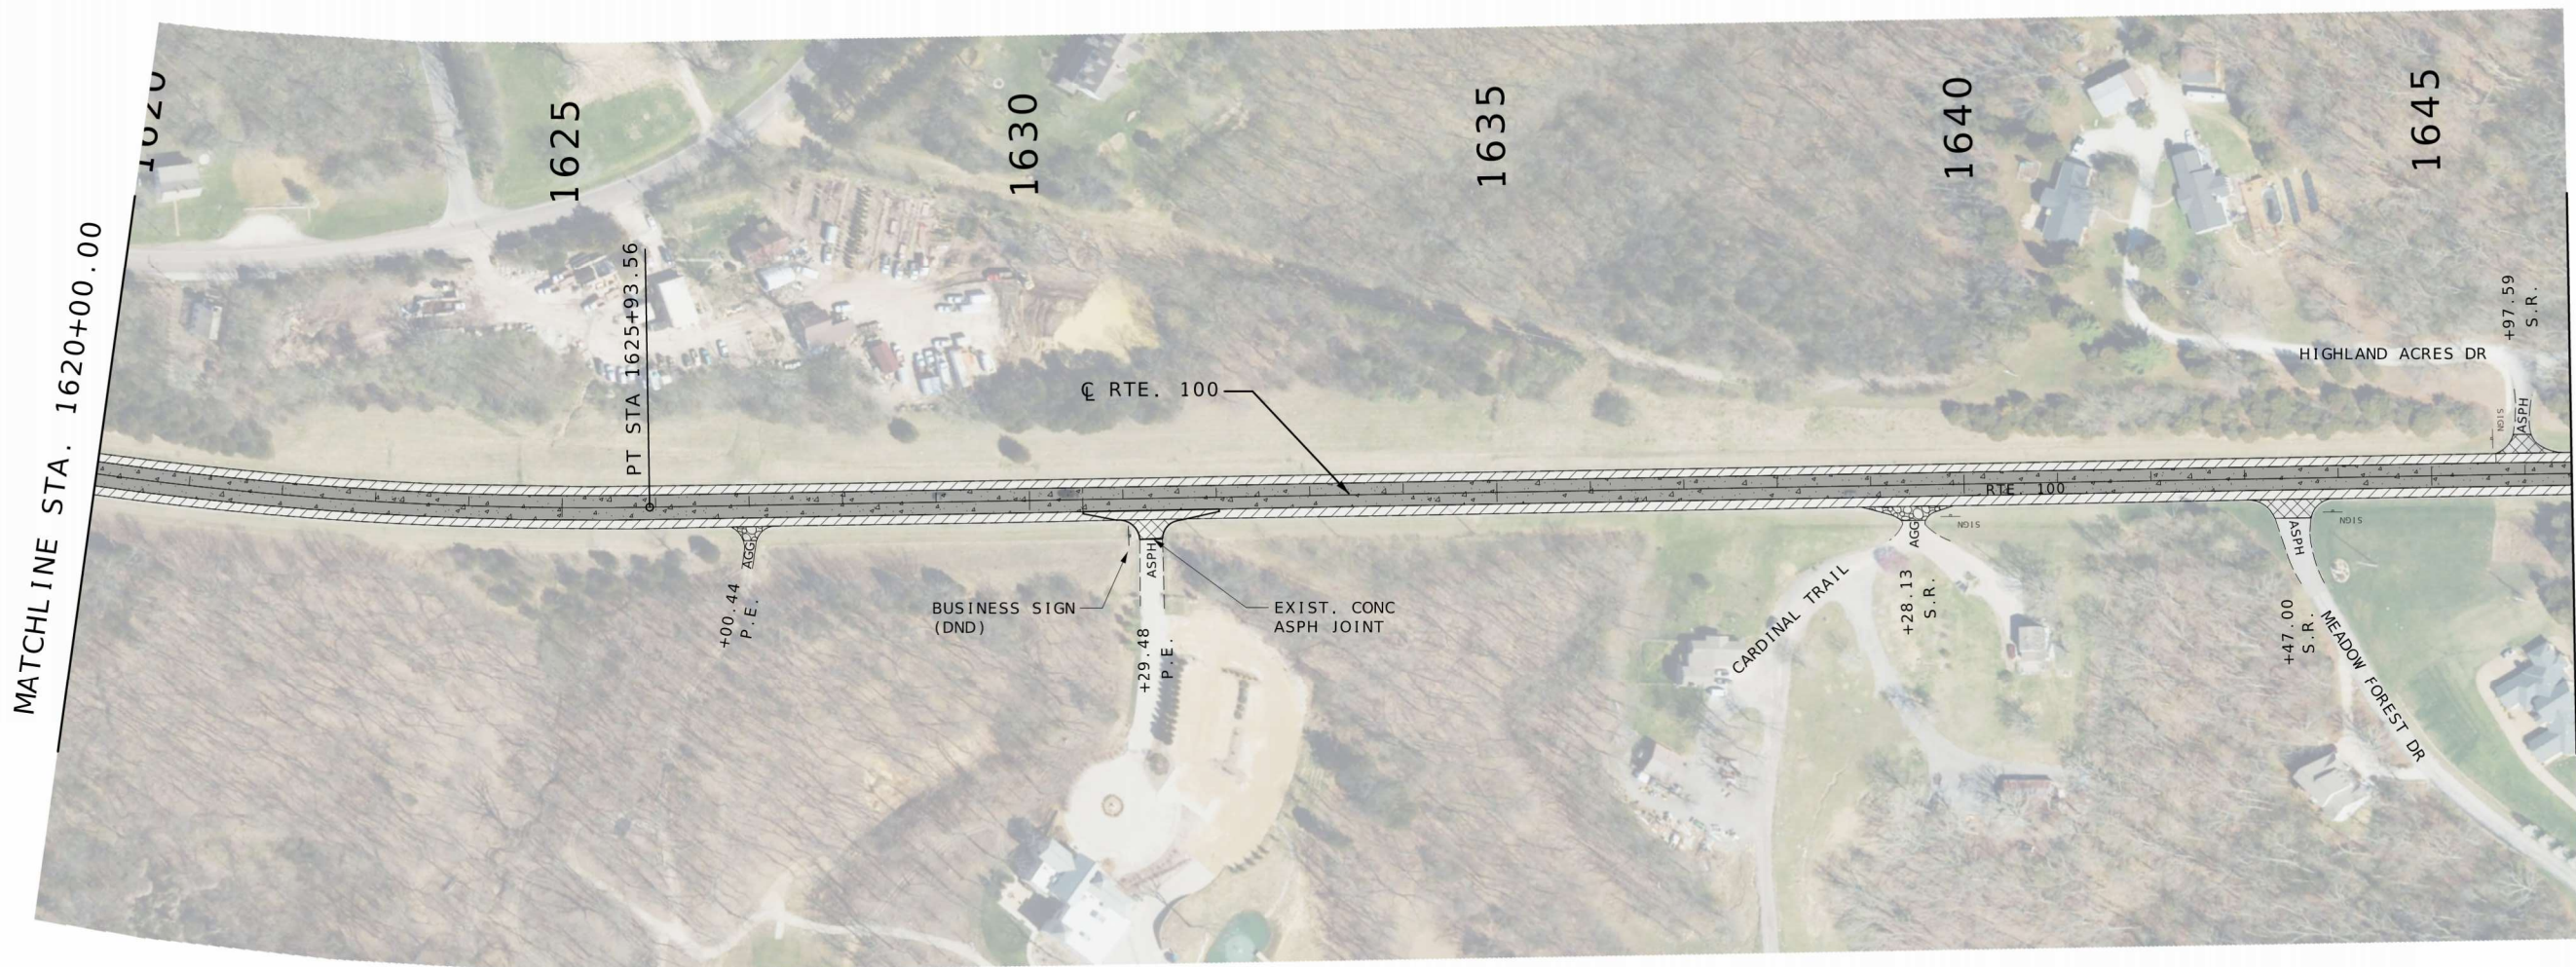 MATCHLINE STA. 1620+00.00
1620
1625
1630
1635
1640
1645
PT STA 1625+93.56
℄ RTE. 100
RTE. 100
HIGHLAND ACRES DR
+97.59
S.R.
SIGN
ASPH
AGG
+00.44
P.E.
BUSINESS SIGN
(DND)
ASPH
+29.48
P.E.
EXIST. CONC
ASPH JOINT
CARDINAL TRAIL
AGG
SIGN
+28.13
S.R.
ASPH
SIGN
+47.00
S.R.
MEADOW FOREST DR